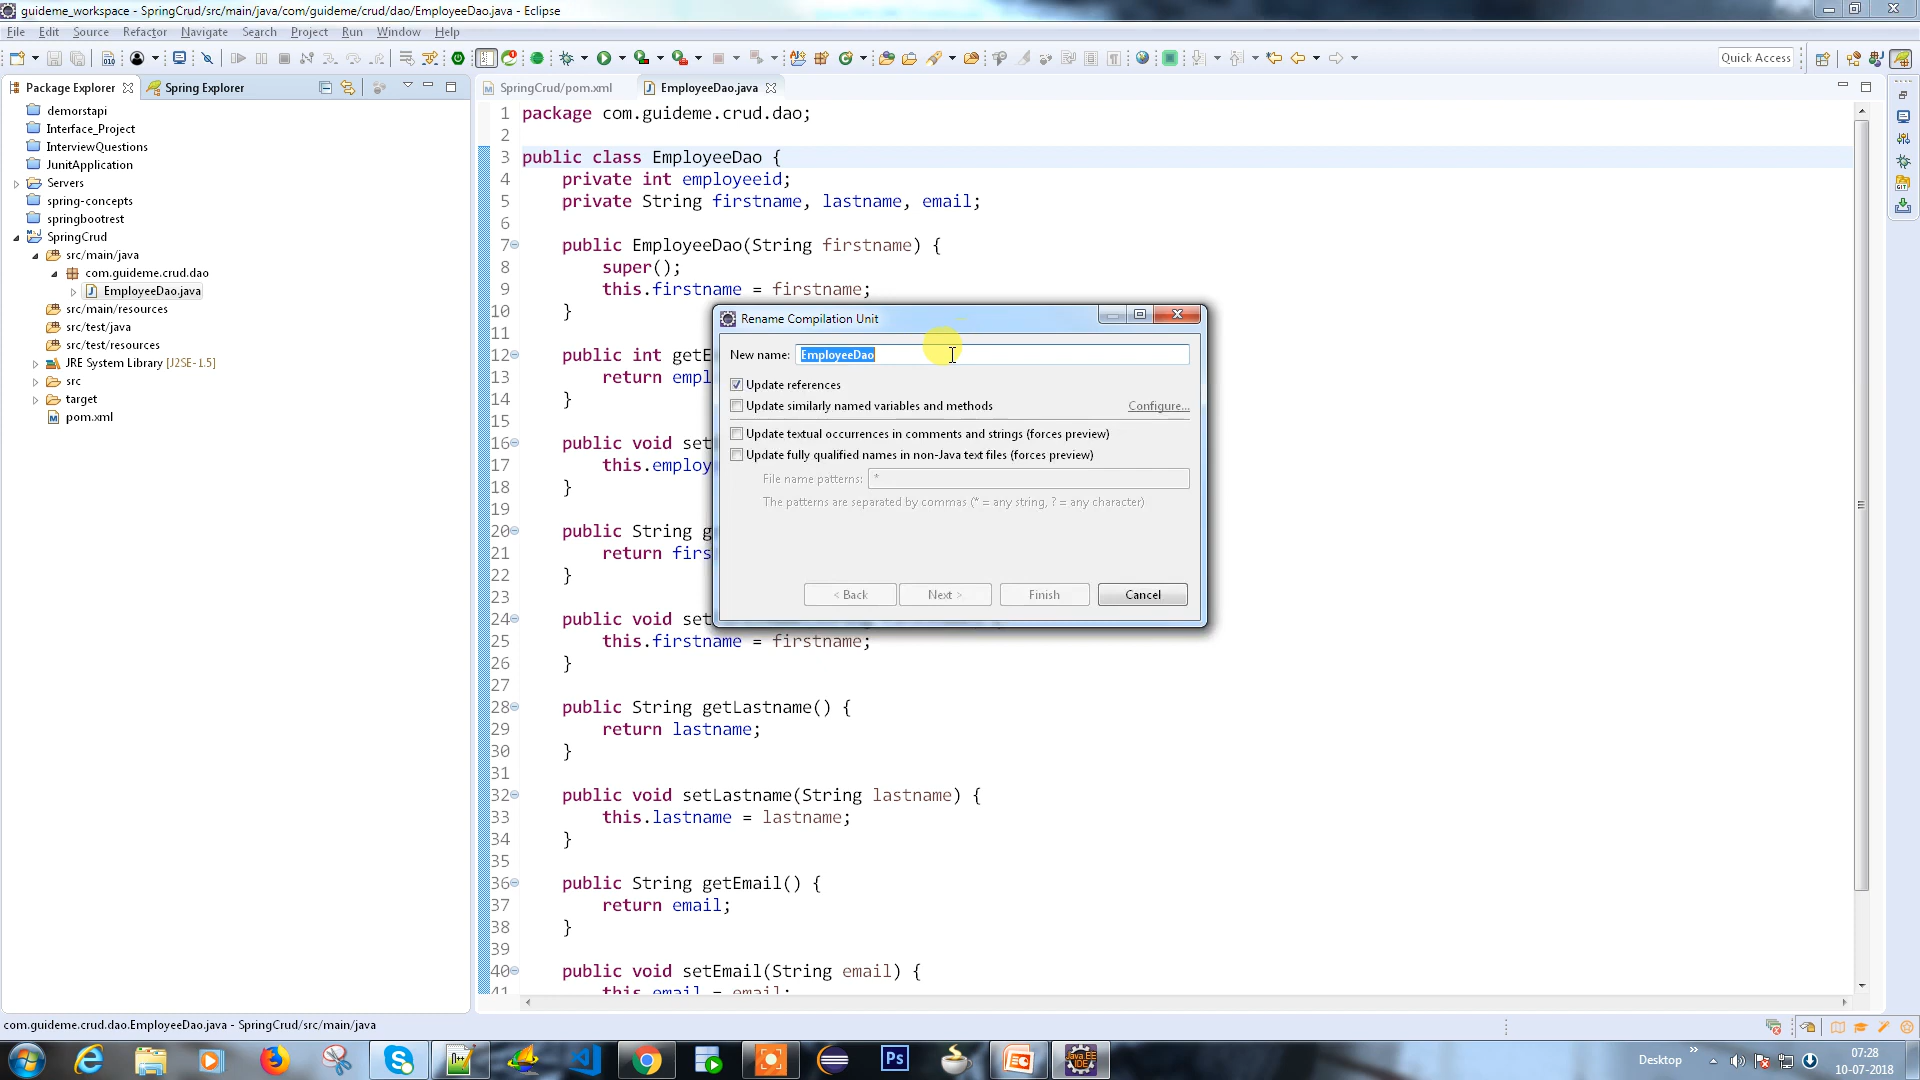 guideme_workspace - SpringCrud/src/main/java/com/guideme/crud/dao/EmployeeDao.java - Eclipse
File Edit Source Refactor Navigate Search Project Run Window Help
Quick Access
Package Explorer Spring Explorer
SpringCrud/pom.xml EmployeeDao.java
demorstapi
Interface_Project
InterviewQuestions
JunitApplication
Servers
spring-concepts
springbootrest
SpringCrud
src/main/java
com.guideme.crud.dao
EmployeeDao.java
src/main/resources
src/test/java
src/test/resources
JRE System Library [J2SE-1.5]
src
target
pom.xml
1 package com.guideme.crud.dao;
2
3 public class EmployeeDao {
4 private int employeeid;
5 private String firstname, lastname, email;
6
7 public EmployeeDao(String firstname) {
8 super();
9 this.firstname = firstname;
10 }
11
12 public int getE
13 return empl
14 }
15
16 public void set
17 this.employ
18 }
19
20 public String g
21 return firs
22 }
23
24 public void set
25 this.firstname = firstname;
26 }
27
28 public String getLastname() {
29 return lastname;
30 }
31
32 public void setLastname(String lastname) {
33 this.lastname = lastname;
34 }
35
36 public String getEmail() {
37 return email;
38 }
39
40 public void setEmail(String email) {
41 this.email = email;
Rename Compilation Unit
New name: EmployeeDao
Update references
Update similarly named variables and methods Configure...
Update textual occurrences in comments and strings (forces preview)
Update fully qualified names in non-Java text files (forces preview)
File name patterns: *
The patterns are separated by commas (* = any string, ? = any character)
< Back Next > Finish Cancel
com.guideme.crud.dao.EmployeeDao.java - SpringCrud/src/main/java
Ps
Java EE
IDE
Desktop »
07:28
10-07-2018